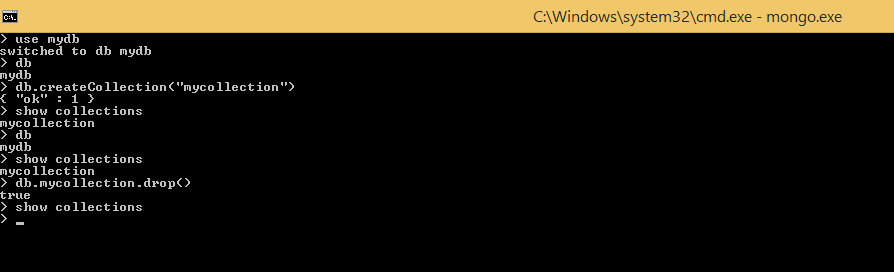 C:\Windows\system32\cmd.exe - mongo.exe
> use mydb
switched to db mydb
> db
mydb
> db.createCollection("mycollection")
{ "ok" : 1 }
> show collections
mycollection
> db
mydb
> show collections
mycollection
> db.mycollection.drop()
true
> show collections
>